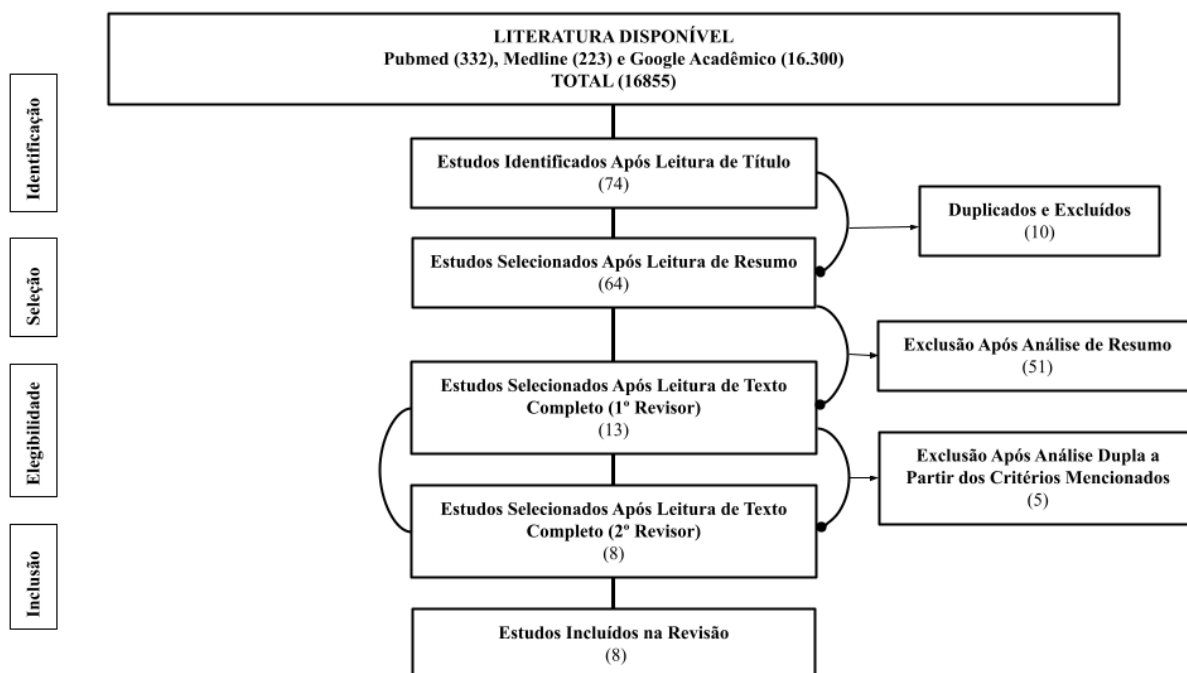 LITERATURA DISPONÍVEL
Pubmed (332), Medline (223) e Google Acadêmico (16.300)
TOTAL (16855)
Identificação
Estudos Identificados Após Leitura de Título
(74)
Duplicados e Excluídos
(10)
Seleção
Estudos Selecionados Após Leitura de Resumo
(64)
Exclusão Após Análise de Resumo
(51)
Elegibilidade
Estudos Selecionados Após Leitura de Texto
Completo (1º Revisor)
(13)
Exclusão Após Análise Dupla a
Partir dos Critérios Mencionados
(5)
Estudos Selecionados Após Leitura de Texto
Completo (2º Revisor)
(8)
Inclusão
Estudos Incluídos na Revisão
(8)